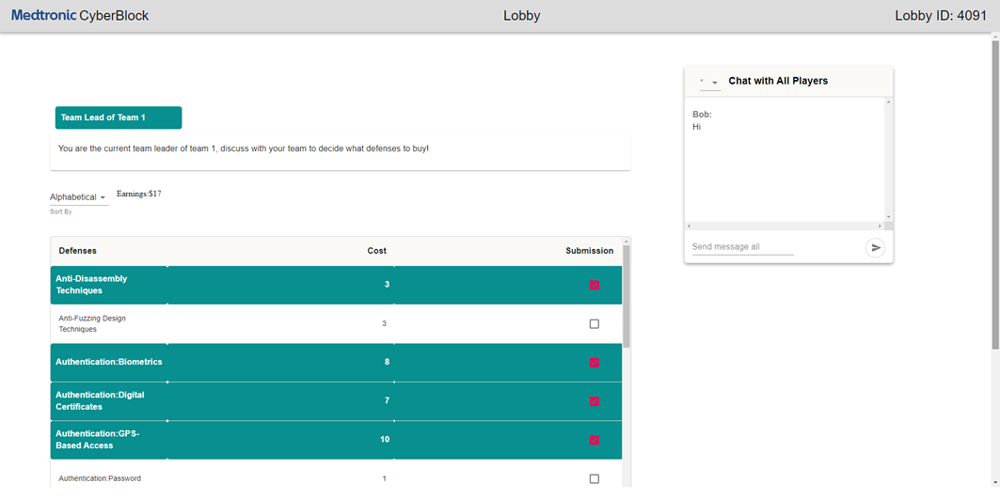 Medtronic CyberBlock Lobby Lobby ID: 4091
Chat with All Players
Bob:
Hi
Send message all
Team Lead of Team 1
You are the current team leader of team 1, discuss with your team to decide what defenses to buy!
Alphabetical Earnings:$17
Sort By
Defenses Cost Submission
Anti-Disassembly
Techniques 3
Anti-Fuzzing Design
Techniques 3
Authentication:Biometrics 8
Authentication:Digital
Certificates 7
Authentication:GPS-
Based Access 10
Authentication:Password 1